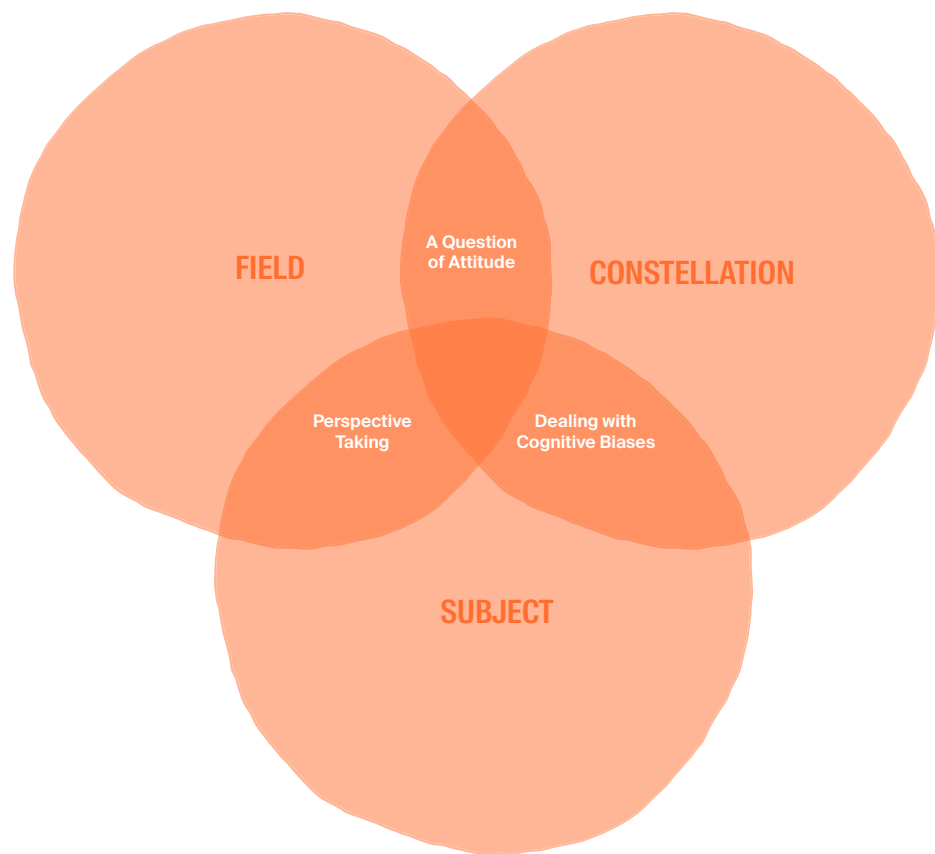 A Question
of Attitude
FIELD
CONSTELLATION
Perspective
Taking
Dealing with
Cognitive Biases
SUBJECT